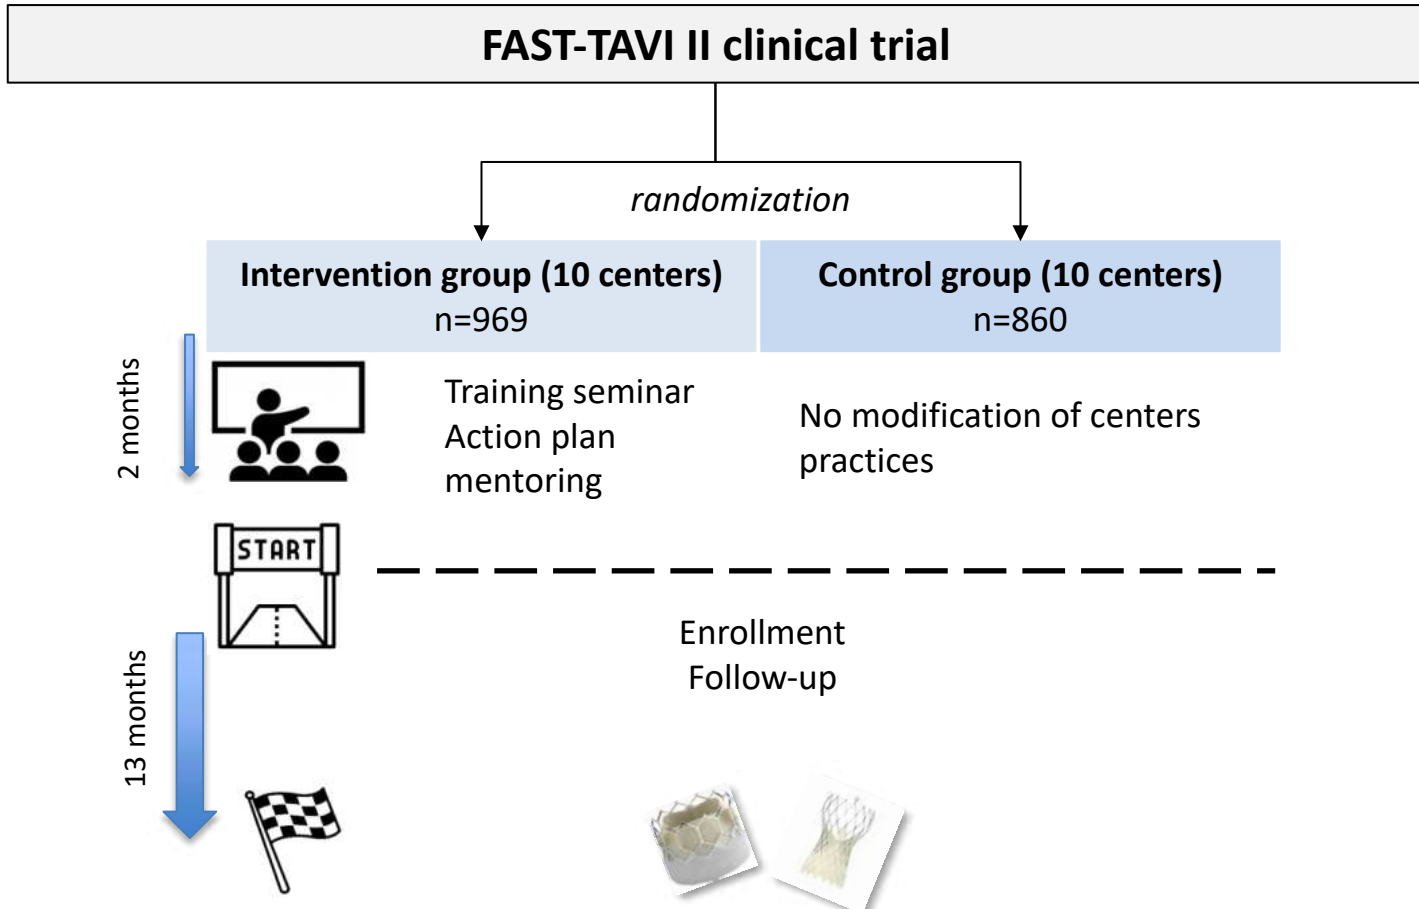 FAST-TAVI II clinical trial
randomization
Intervention group (10 centers)
n=969
Control group (10 centers)
n=860
2 months
Training seminar
Action plan
mentoring
No modification of centers
practices
START
Enrollment
Follow-up
13 months